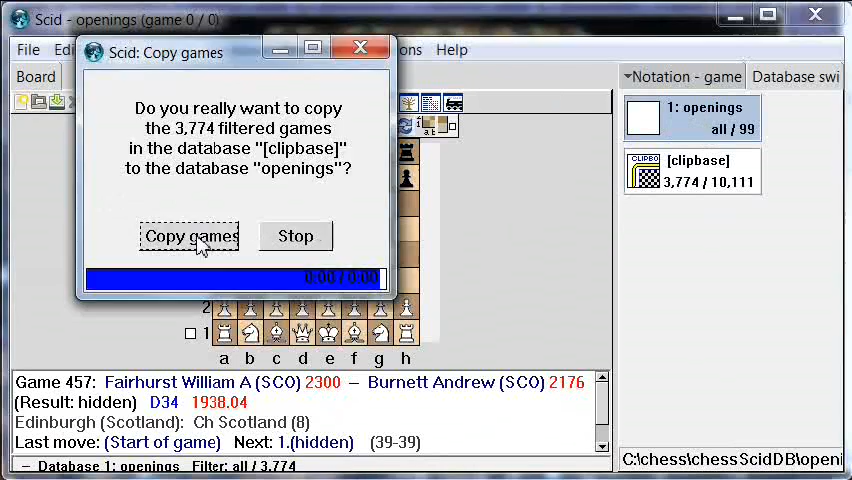 Scid - openings (game 0 / 0)
File
Help
Scid: Copy games
Board
Do you really want to copy
the 3,774 filtered games
in the database "[clipbase]"
to the database "openings"?
Copy games
Stop
0:00 / 0:00
Notation - game
Database swi
1: openings
all / 99
[clipbase]
3,774 / 10,111
2
1
a b c d e f g h
Game 457: Fairhurst William A (SCO) 2300 – Burnett Andrew (SCO) 2176
(Result: hidden) D34 1938.04
Edinburgh (Scotland): Ch Scotland (8)
Last move: (Start of game) Next: 1.(hidden) (39-39)
Database 1: openings Filter: all / 3,774
C:\chess\chessScidDB\openi